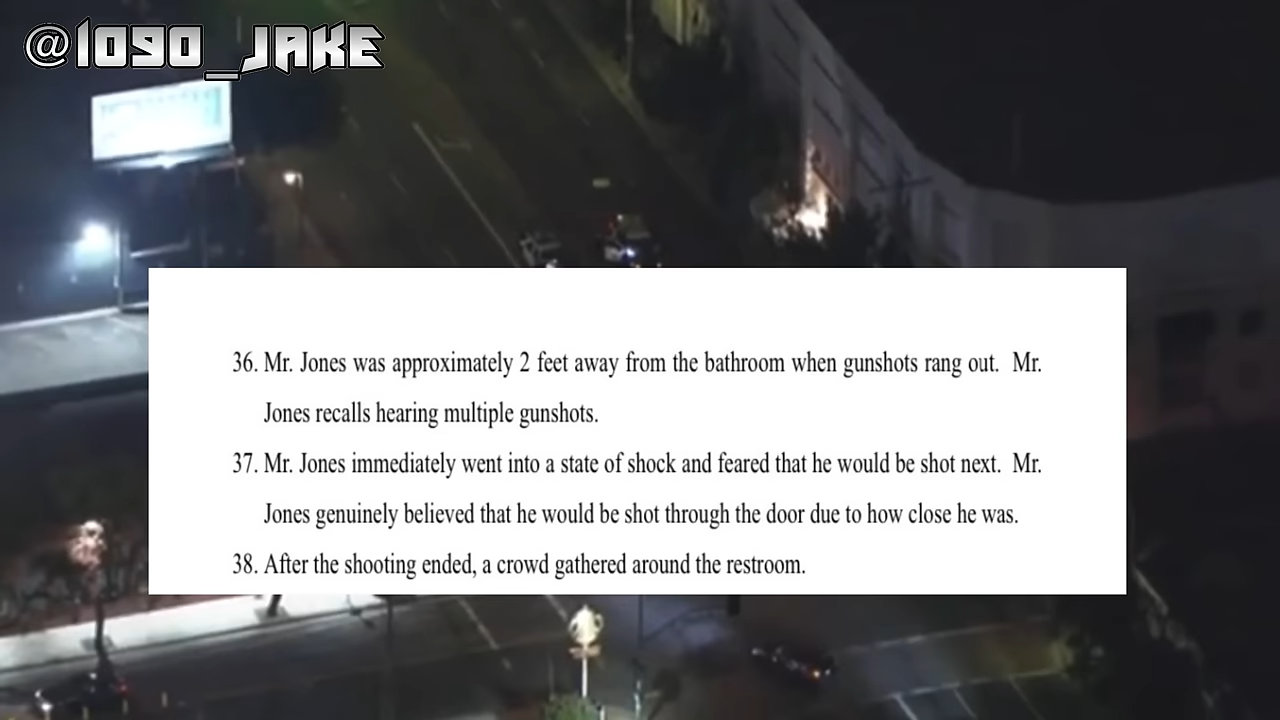 @1090_JAKE
36. Mr. Jones was approximately 2 feet away from the bathroom when gunshots rang out. Mr.
Jones recalls hearing multiple gunshots.
37. Mr. Jones immediately went into a state of shock and feared that he would be shot next. Mr.
Jones genuinely believed that he would be shot through the door due to how close he was.
38. After the shooting ended, a crowd gathered around the restroom.